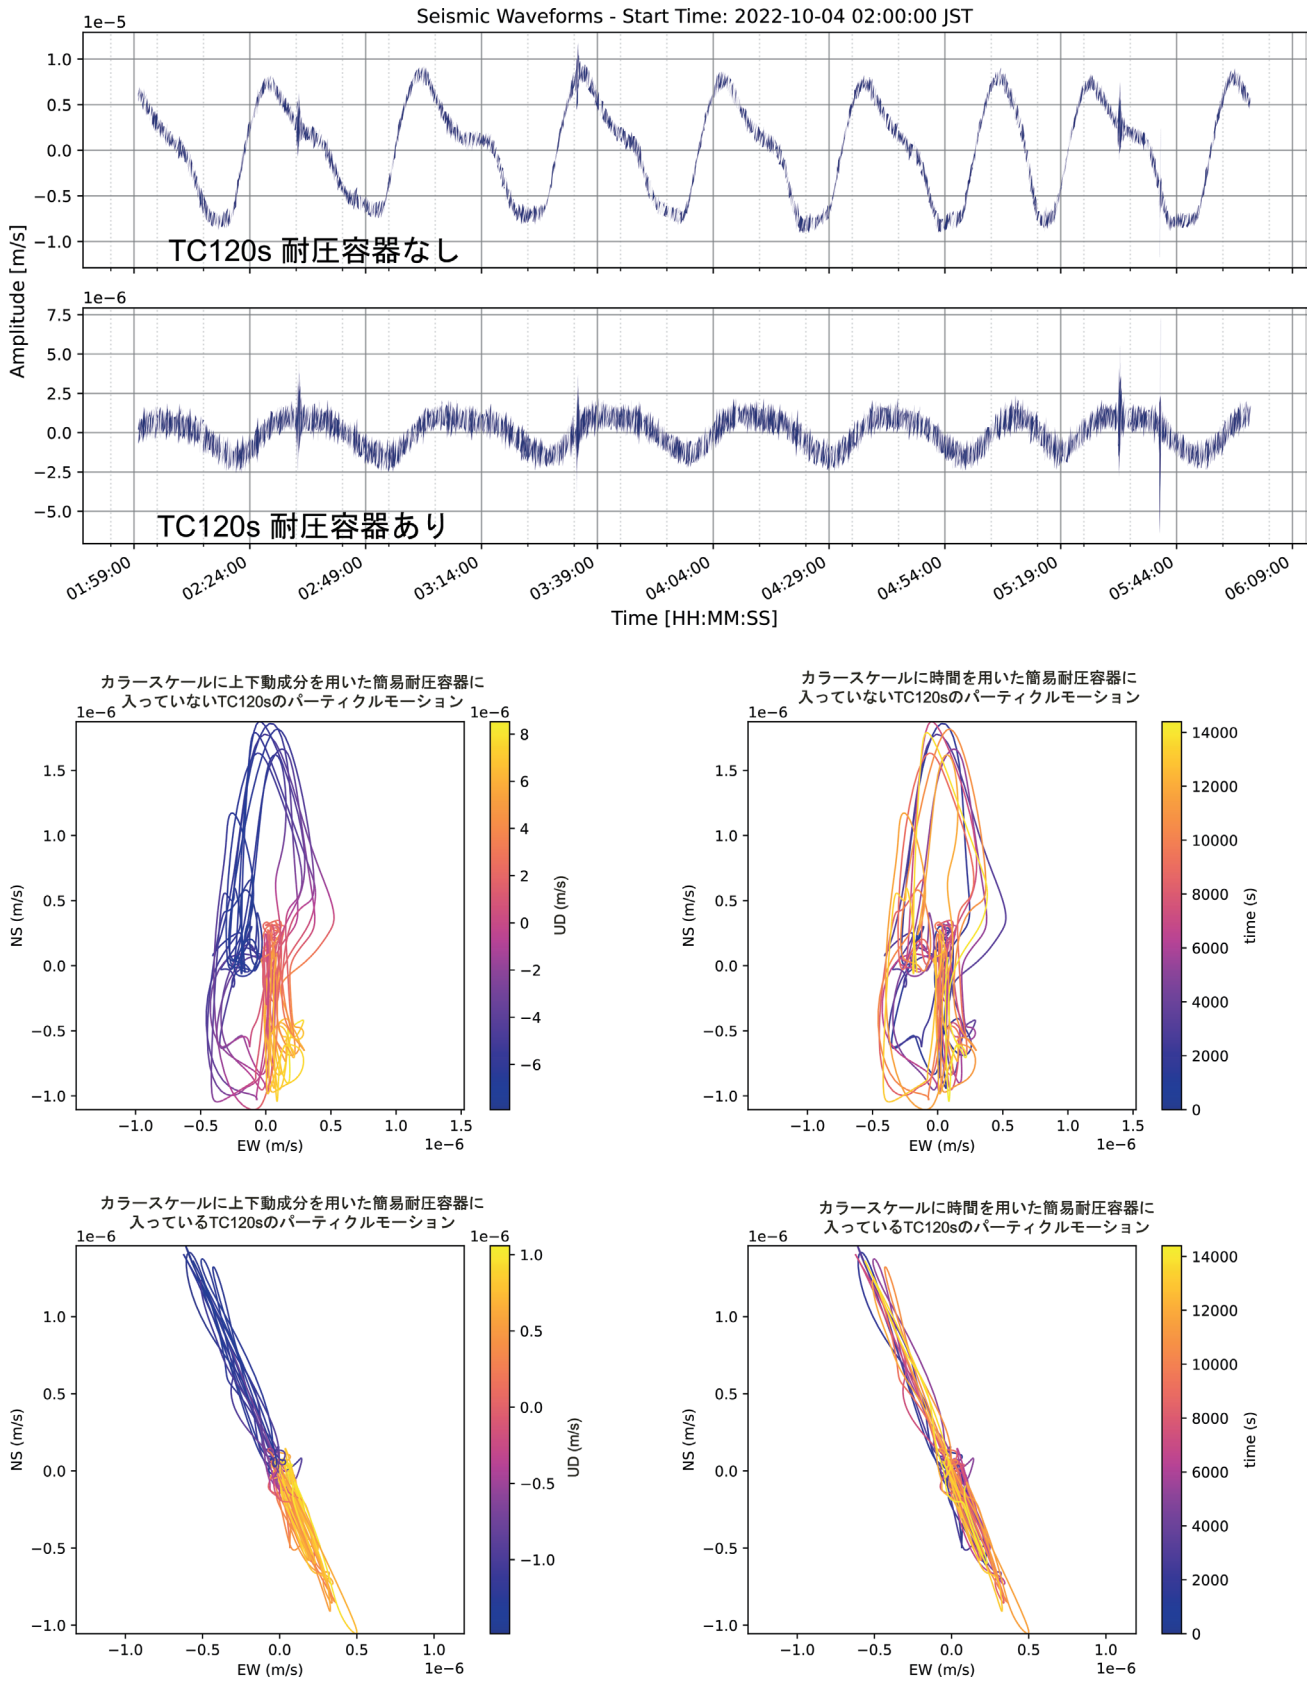 Seismic Waveforms - Start Time: 2022-10-04 02:00:00 JST
1e−5
1.0
0.5
0.0
−0.5
−1.0
TC120s 耐圧容器なし
Amplitude [m/s]
1e−6
7.5
5.0
2.5
0.0
−2.5
−5.0
TC120s 耐圧容器あり
01:59:00 02:24:00 02:49:00 03:14:00 03:39:00 04:04:00 04:29:00 04:54:00 05:19:00 05:44:00 06:09:00
Time [HH:MM:SS]
カラースケールに上下動成分を用いた簡易耐圧容器に
入っていないTC120sのパーティクルモーション
1e−6
1e−6
1.5
1.0
0.5
0.0
−0.5
−1.0
NS (m/s)
−1.0 −0.5 0.0 0.5 1.0 1.5
EW (m/s)
1e−6
8
6
4
2
0
−2
−4
−6
UD (m/s)
カラースケールに時間を用いた簡易耐圧容器に
入っていないTC120sのパーティクルモーション
1e−6
1.5
1.0
0.5
0.0
−0.5
−1.0
NS (m/s)
−1.0 −0.5 0.0 0.5 1.0 1.5
EW (m/s)
1e−6
14000
12000
10000
8000
6000
4000
2000
0
time (s)
カラースケールに上下動成分を用いた簡易耐圧容器に
入っているTC120sのパーティクルモーション
1e−6
1e−6
1.0
0.5
0.0
−0.5
−1.0
NS (m/s)
−1.0 −0.5 0.0 0.5 1.0
EW (m/s)
1e−6
1.0
0.5
0.0
−0.5
−1.0
UD (m/s)
カラースケールに時間を用いた簡易耐圧容器に
入っているTC120sのパーティクルモーション
1e−6
1.0
0.5
0.0
−0.5
−1.0
NS (m/s)
−1.0 −0.5 0.0 0.5 1.0
EW (m/s)
1e−6
14000
12000
10000
8000
6000
4000
2000
0
time (s)